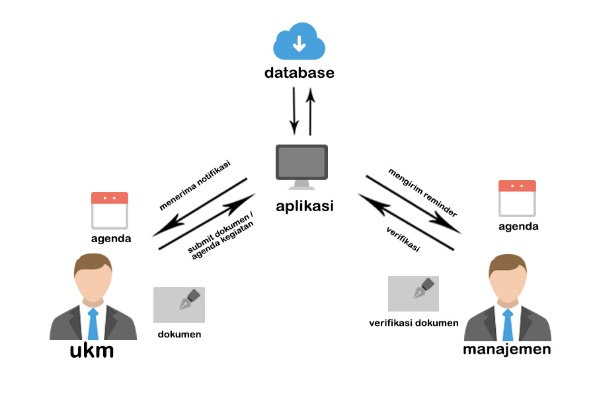 database
aplikasi
menerima notifikasi
submit dokumen /
agenda kegiatan
mengirim reminder
verifikasi
agenda
agenda
dokumen
verifikasi dokumen
ukm
manajemen